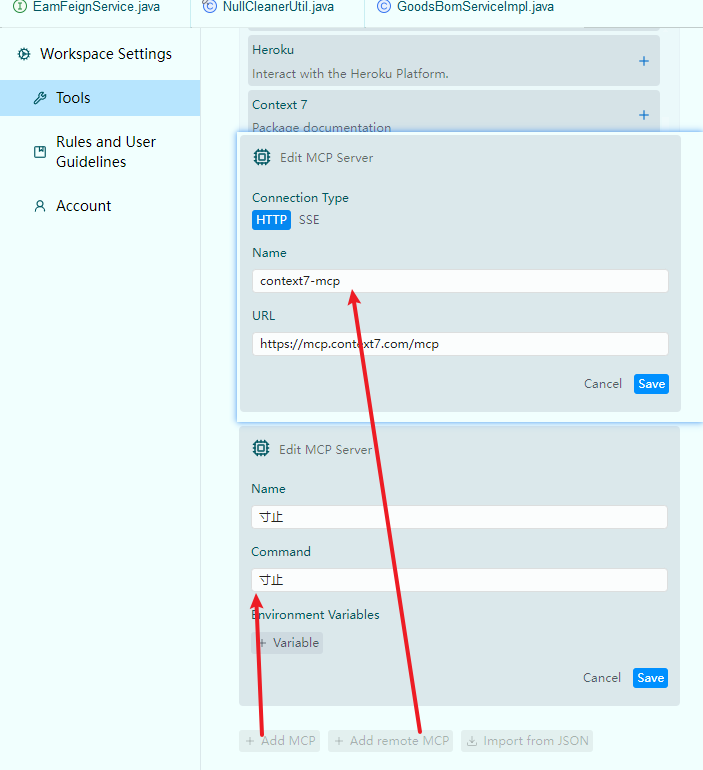 EamFeignService.java
NullCleanerUtil.java
GoodsBomServiceImpl.java
Workspace Settings
Tools
Rules and User
Guidelines
Account
Heroku
Interact with the Heroku Platform.
Context 7
Package documentation
Edit MCP Server
Connection Type
HTTP SSE
Name
context7-mcp
URL
https://mcp.context7.com/mcp
Cancel Save
Edit MCP Server
Name
寸止
Command
寸止
Environment Variables
+ Variable
Cancel Save
+ Add MCP + Add remote MCP Import from JSON